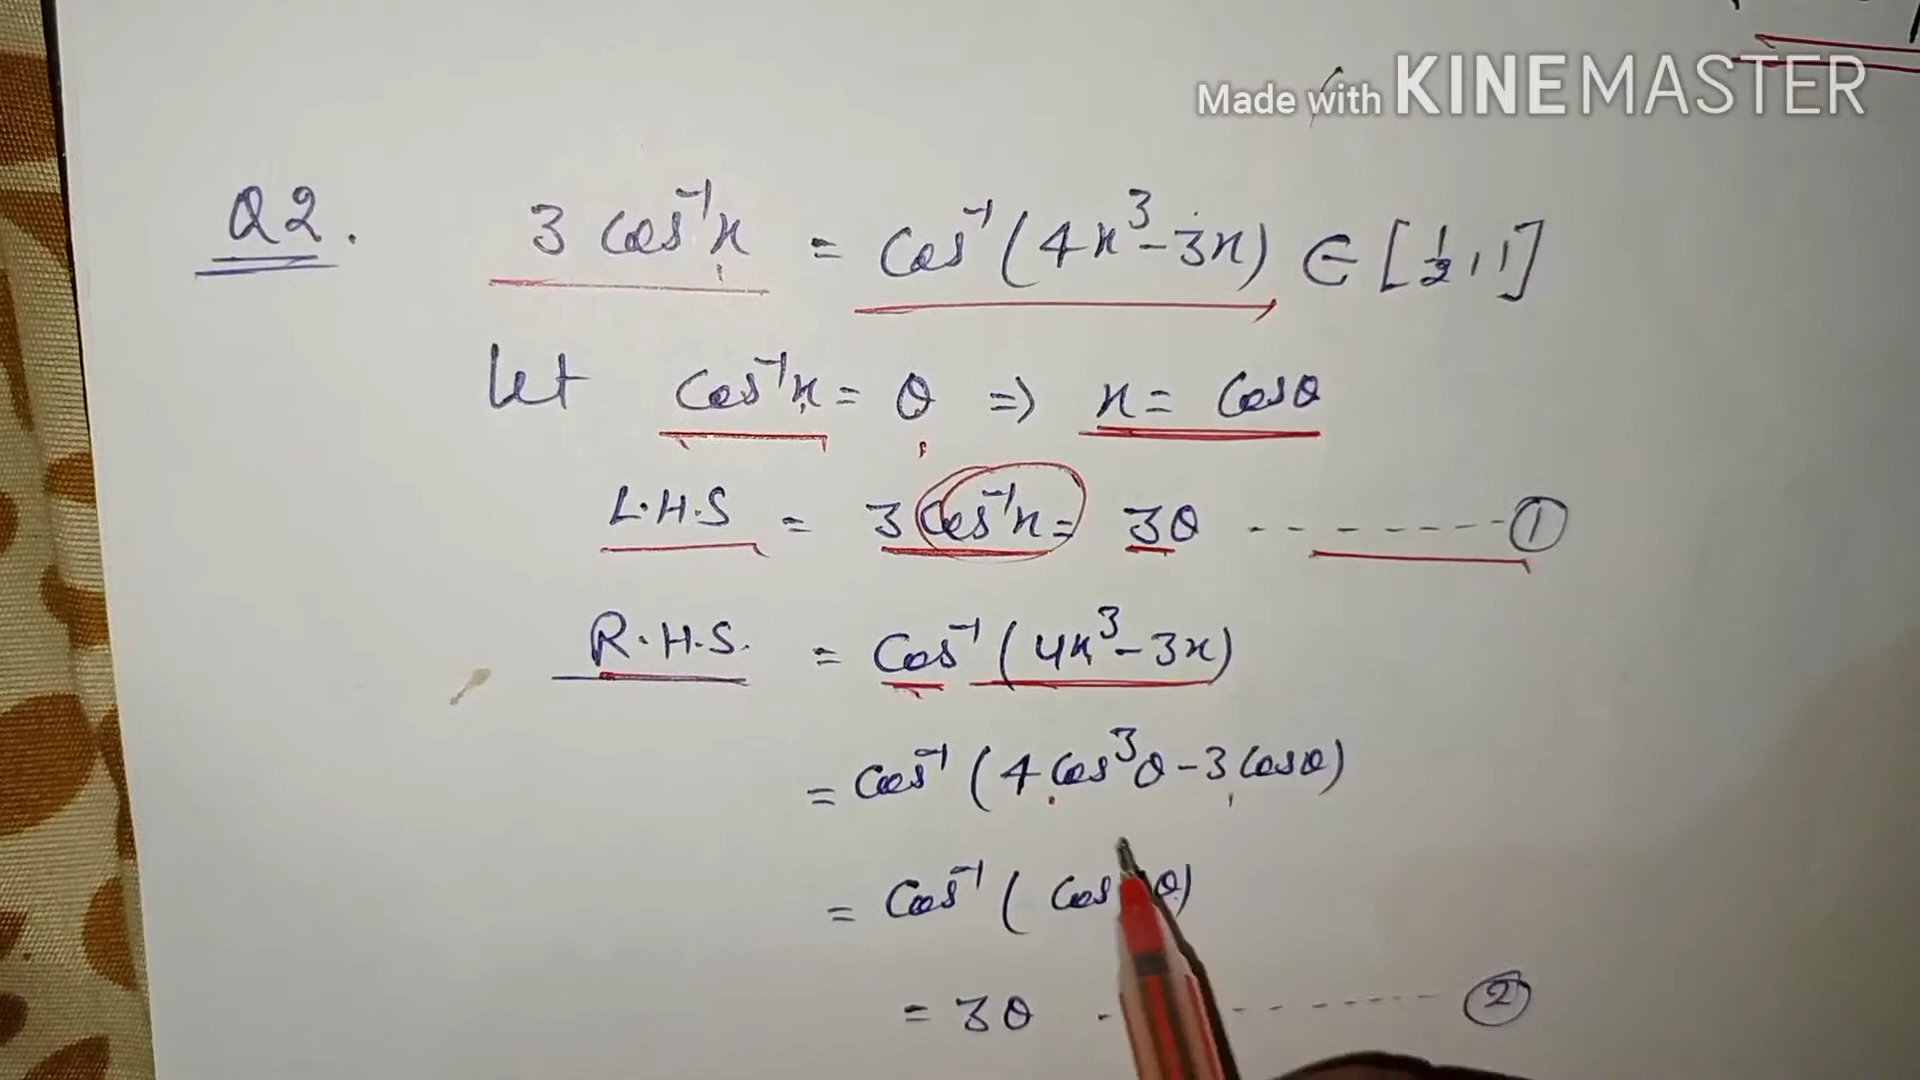 Made with KINEMASTER
Q2. 3 cos⁻¹x = cos⁻¹(4x³-3x) ∈ [1/2, 1]
Let cos⁻¹x = θ ⇒ x = cosθ
L.H.S = 3 cos⁻¹x = 3θ -------- ①
R.H.S. = cos⁻¹(4x³-3x)
= cos⁻¹(4cos³θ-3cosθ)
= cos⁻¹(cos θ)
= 3θ -------- ②